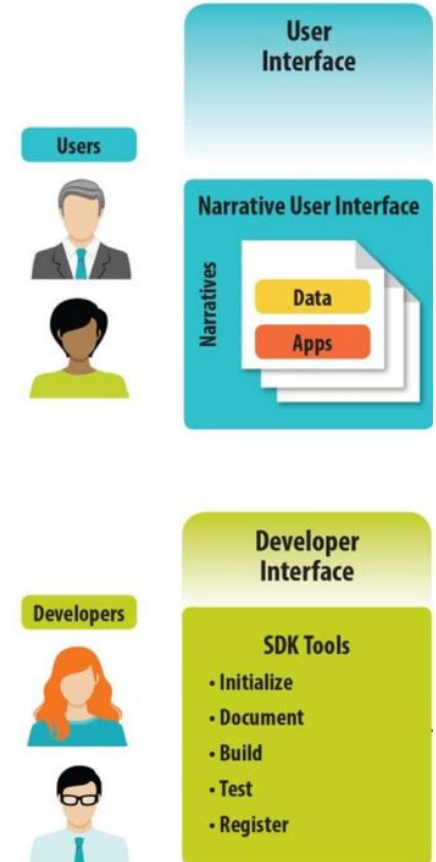 User
Interface
Users
Narrative User Interface
Narratives
Data
Apps
Developer
Interface
Developers
SDK Tools
• Initialize
• Document
• Build
• Test
• Register